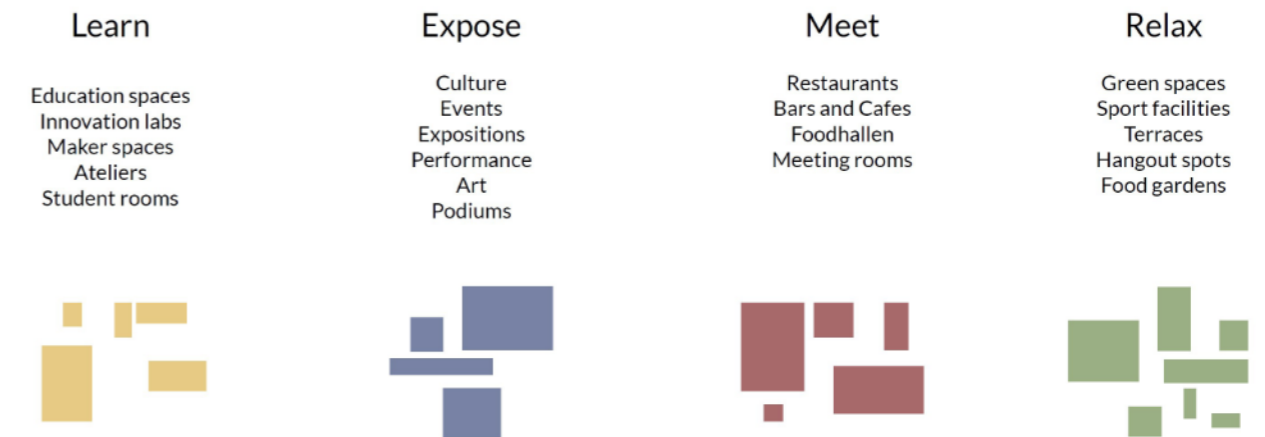 Learn
Education spaces
Innovation labs
Maker spaces
Ateliers
Student rooms
Expose
Culture
Events
Expositions
Performance
Art
Podiums
Meet
Restaurants
Bars and Cafes
Foodhallen
Meeting rooms
Relax
Green spaces
Sport facilities
Terraces
Hangout spots
Food gardens